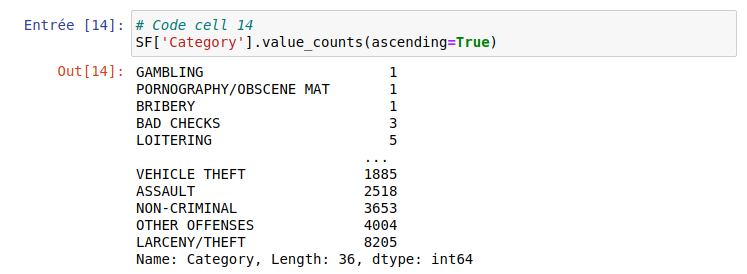 Entrée [14]: # Code cell 14
SF['Category'].value_counts(ascending=True)
Out[14]: GAMBLING 1
PORNOGRAPHY/OBSCENE MAT 1
BRIBERY 1
BAD CHECKS 3
LOITERING 5
...
VEHICLE THEFT 1885
ASSAULT 2518
NON-CRIMINAL 3653
OTHER OFFENSES 4004
LARCENY/THEFT 8205
Name: Category, Length: 36, dtype: int64